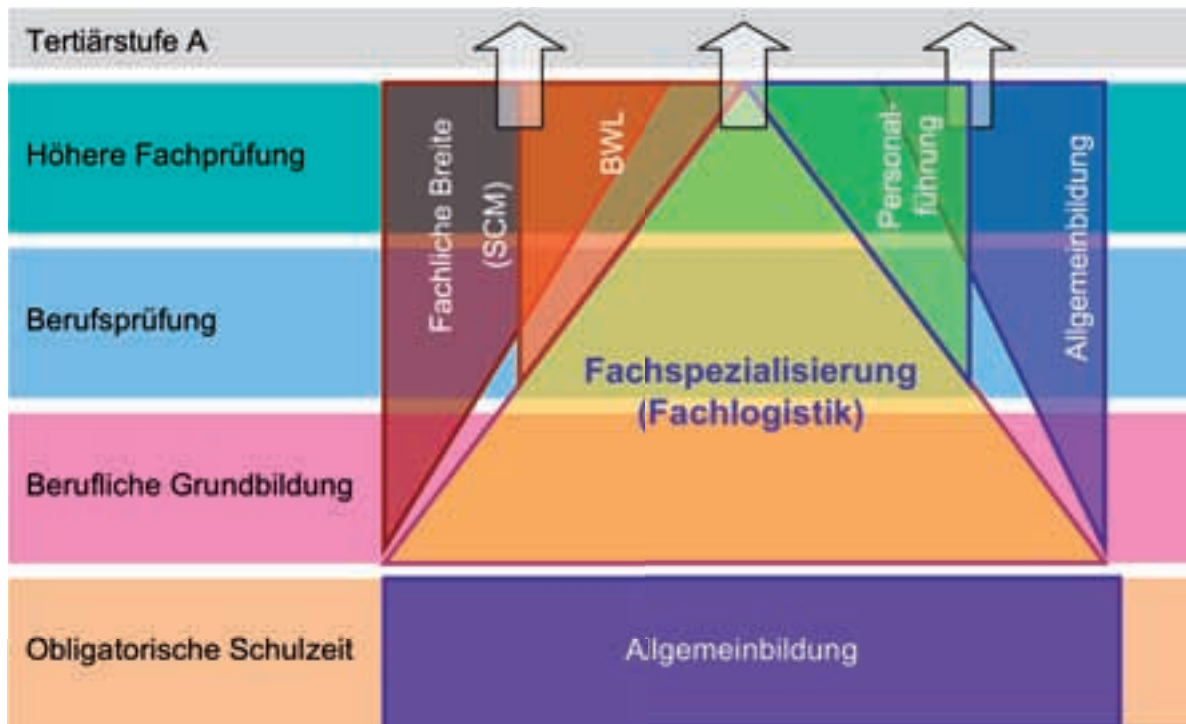 Tertiärstufe A
Höhere Fachprüfung
Berufsprüfung
Berufliche Grundbildung
Obligatorische Schulzeit
Fachliche Breite
(SCM)
BWL
Personal-
führung
Allgemeinbildung
Fachspezialisierung
(Fachlogistik)
Allgemeinbildung